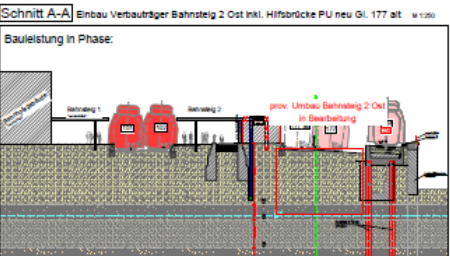 Schnitt A-A Einbau Verbauträger Bahnsteig 2 Ost inkl. Hilfsbrücke PU neu Gl. 177 alt M 1:250
Bauleistung in Phase:
Bahnsteig 1
Bahnsteig 2
prov. Umbau Bahnsteig 2 Ost
in Bearbeitung